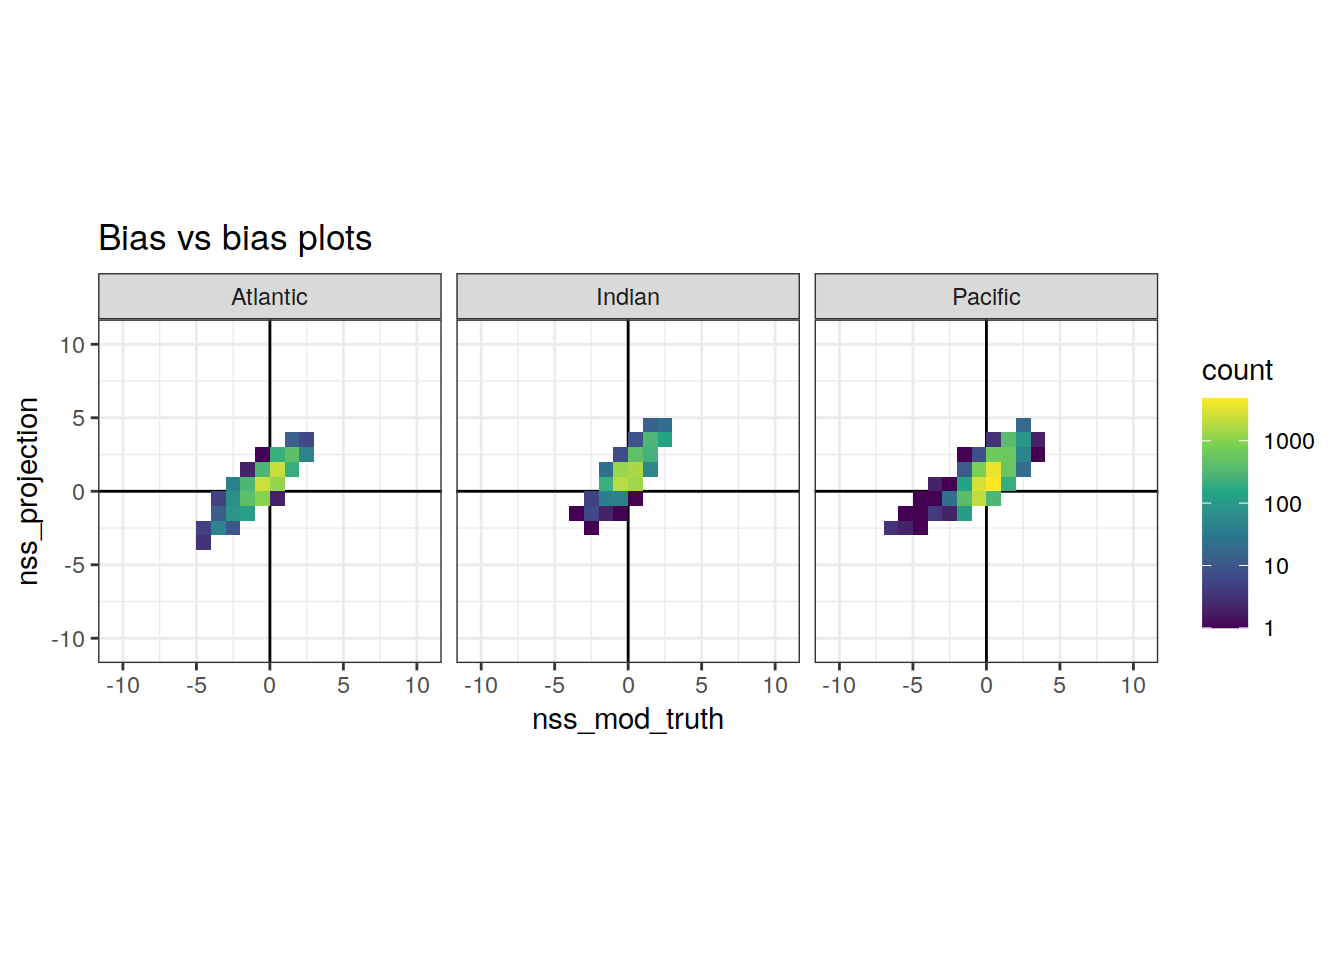 Bias vs bias plots
Atlantic
Indian
Pacific
10
5
0
-5
-10
nss_projection
-10 -5 0 5 10
-10 -5 0 5 10
-10 -5 0 5 10
nss_mod_truth
count
1000
100
10
1